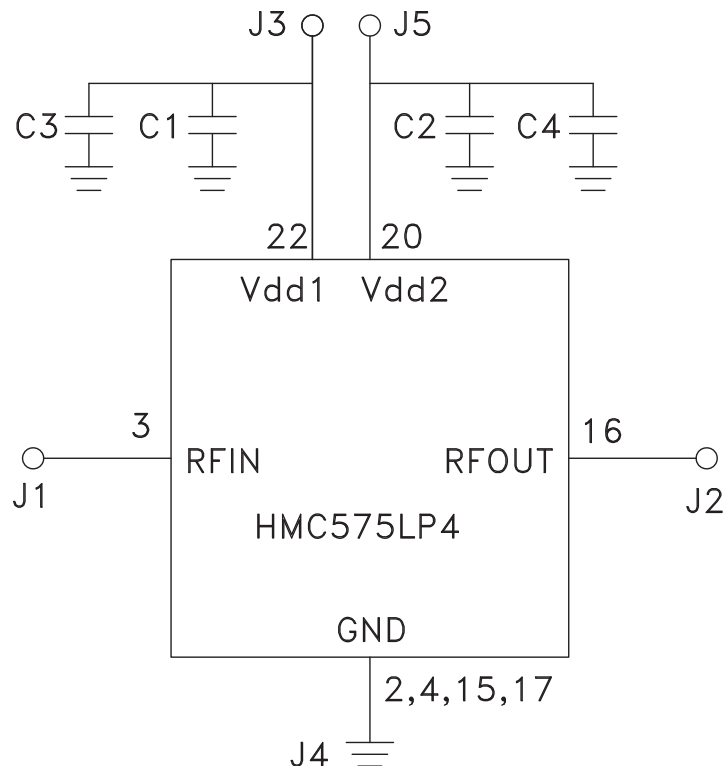 J3 J5
C3 C1 C2 C4
22 20
Vdd1 Vdd2
3 16
RFIN RFOUT
J1 J2
HMC575LP4
GND
2,4,15,17
J4